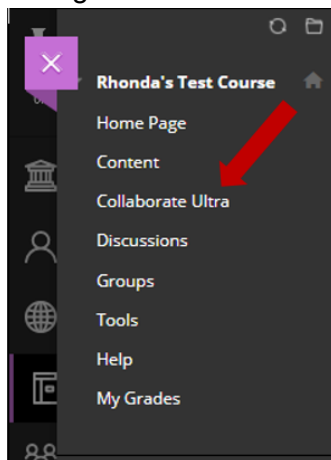 Rhonda's Test Course
Home Page
Content
Collaborate Ultra
Discussions
Groups
Tools
Help
My Grades